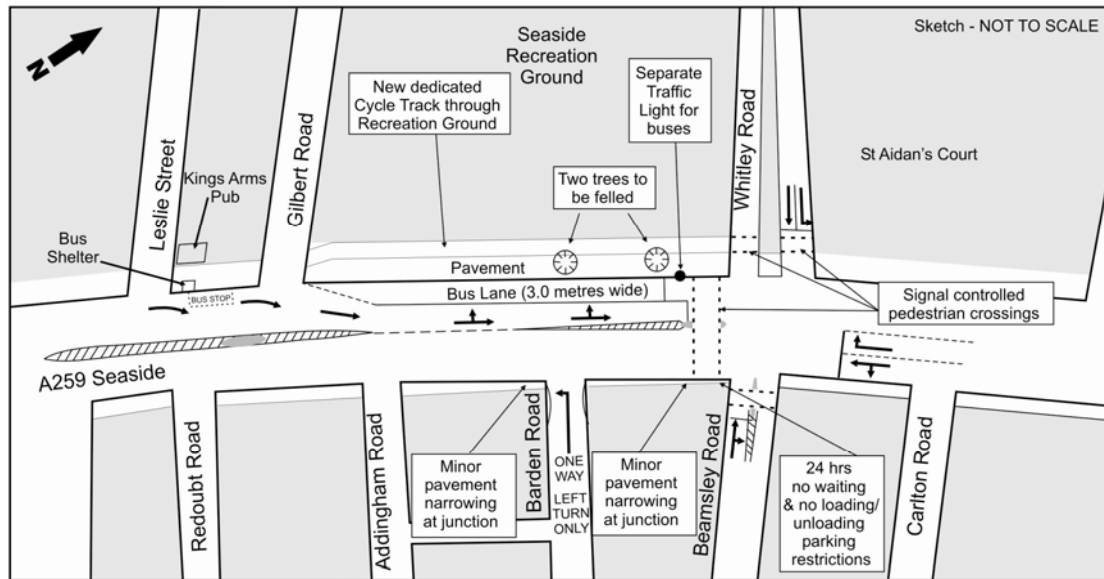 Sketch - NOT TO SCALE
N
Seaside
Recreation
Ground
New dedicated
Cycle Track through
Recreation Ground
Separate
Traffic
Light for
buses
Whitley Road
St Aidan's Court
Leslie Street
Kings Arms
Pub
Gilbert Road
Two trees to
be felled
Bus
Shelter
BUS STOP
Pavement
Bus Lane (3.0 metres wide)
Signal controlled
pedestrian crossings
A259 Seaside
Redoubt Road
Addingham Road
Minor
pavement
narrowing
at junction
Barden Road
ONE
WAY
LEFT
TURN
ONLY
Minor
pavement
narrowing
at junction
Beamsley Road
24 hrs
no waiting
& no loading/
unloading
parking
restrictions
Carlton Road